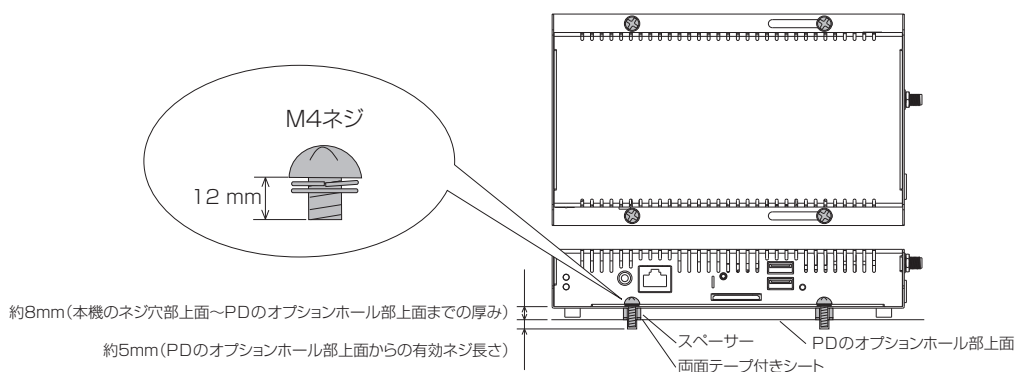 M4ネジ
12 mm
約8mm(本機のネジ穴部上面～PDのオプションホール部上面までの厚み)
約5mm(PDのオプションホール部上面からの有効ネジ長さ)
スペーサー
両面テープ付きシート
PDのオプションホール部上面